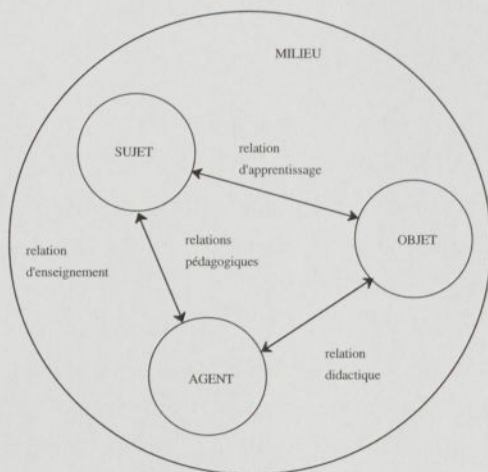 MILIEU
SUJET
relation
d'apprentissage
relations
pédagogiques
OBJET
relation
d'enseignement
AGENT
relation
didactique